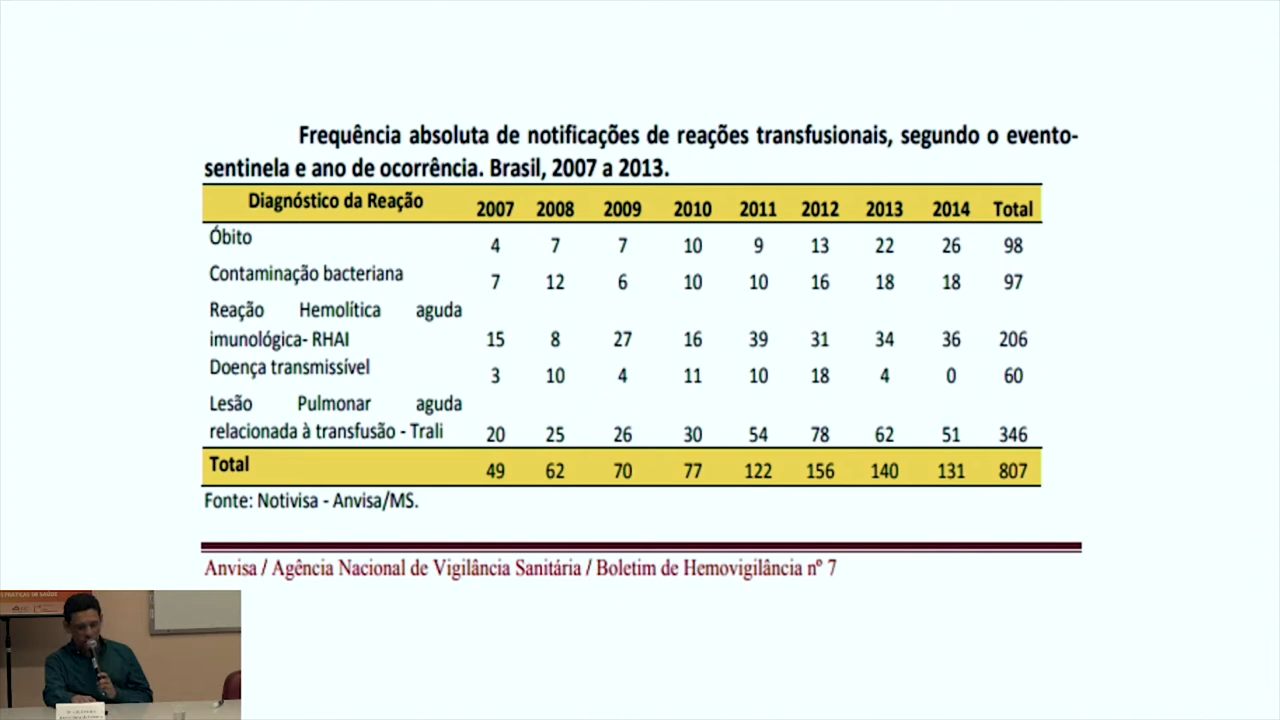 Frequência absoluta de notificações de reações transfusionais, segundo o evento-
sentinela e ano de ocorrência. Brasil, 2007 a 2013.
Diagnóstico da Reação 2007 2008 2009 2010 2011 2012 2013 2014 Total
Óbito 4 7 7 10 9 13 22 26 98
Contaminação bacteriana 7 12 6 10 10 16 18 18 97
Reação Hemolítica aguda
imunológica- RHAI 15 8 27 16 39 31 34 36 206
Doença transmissível 3 10 4 11 10 18 4 0 60
Lesão Pulmonar aguda
relacionada à transfusão - Trali 20 25 26 30 54 78 62 51 346
Total 49 62 70 77 122 156 140 131 807
Fonte: Notivisa - Anvisa/MS.
Anvisa / Agência Nacional de Vigilância Sanitária / Boletim de Hemovigilância nº 7
PRÁTICAS DE SAÚDE